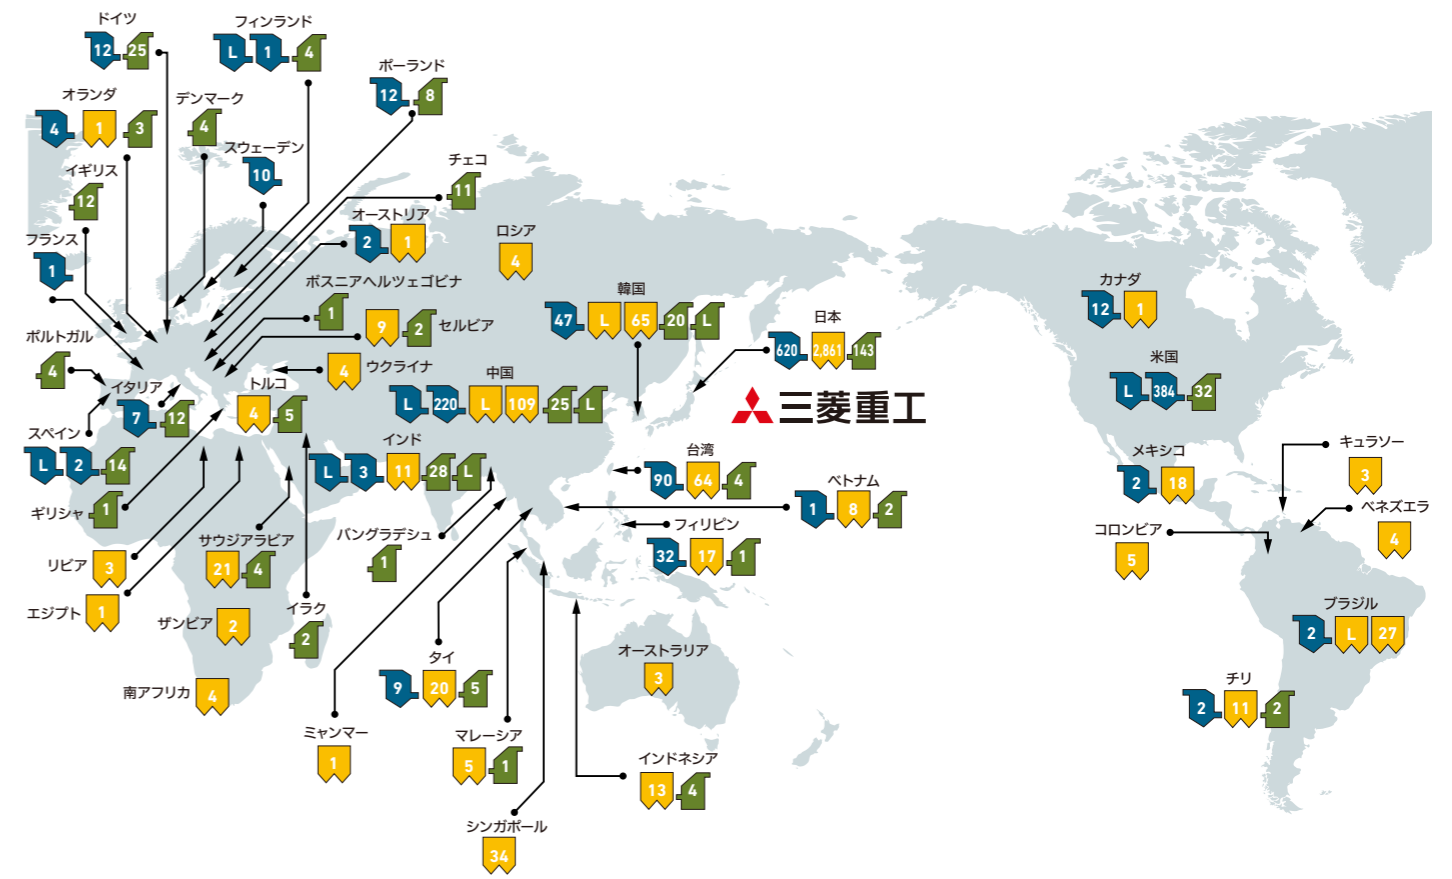 ドイツ
12 25
フィンランド
L 1 4
ポーランド
12 8
オランダ
4 1 3
デンマーク
4
スウェーデン
10
チェコ
11
イギリス
12
オーストリア
2 1
ロシア
4
フランス
1
ボスニアヘルツェゴビナ
1
セルビア
9 2
韓国
47 L 65 20 L
日本
620 2,861 143
カナダ
12 1
ポルトガル
4
ウクライナ
4
米国
L 384 32
イタリア
7 12
トルコ
4 5
中国
L 220 L 109 25 L
三菱重工
スペイン
L 2 14
インド
L 3 11 28 L
台湾
90 64 4
メキシコ
2 18
キュラソー
3
ギリシャ
1
ベトナム
1 8 2
ベネズエラ
4
リビア
3
サウジアラビア
21 4
バングラデシュ
1
フィリピン
32 17 1
コロンビア
5
エジプト
1
ザンビア
2
イラク
2
ブラジル
2 L 27
南アフリカ
4
タイ
9 20 5
オーストラリア
3
チリ
2 11 2
ミャンマー
1
マレーシア
5 1
インドネシア
13 4
シンガポール
34